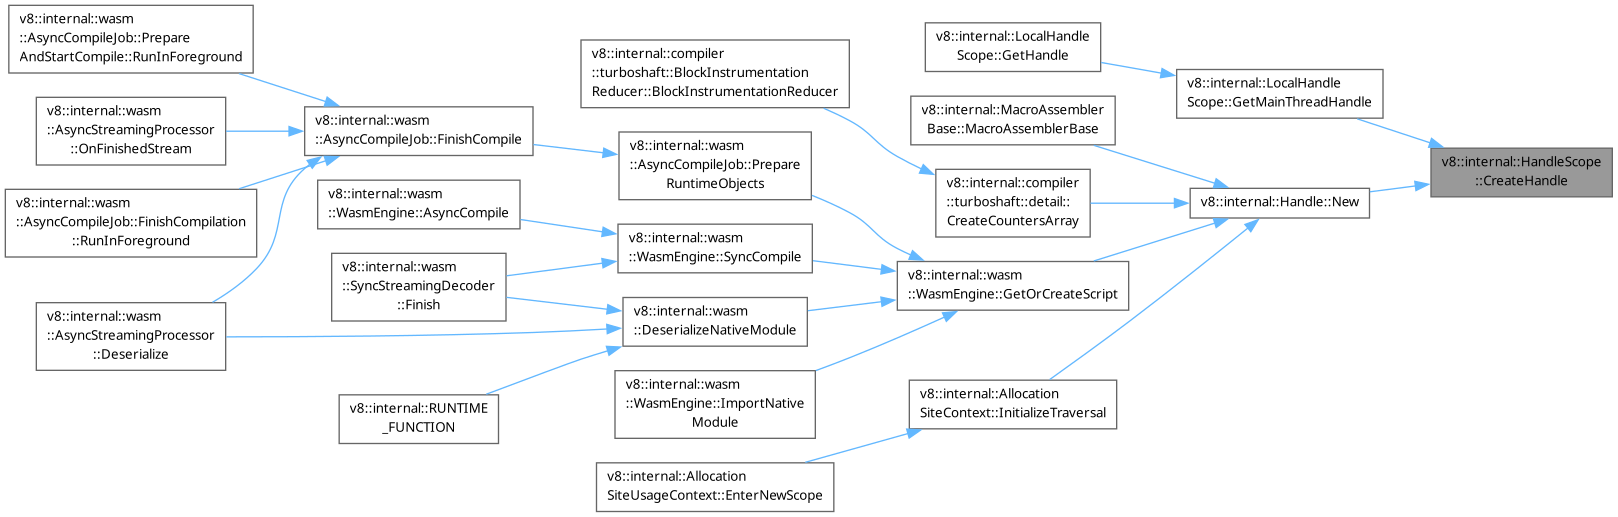 v8::internal::wasm
::AsyncCompileJob::Prepare
AndStartCompile::RunInForeground
v8::internal::wasm
::AsyncStreamingProcessor
::OnFinishedStream
v8::internal::wasm
::AsyncCompileJob::FinishCompilation
::RunInForeground
v8::internal::wasm
::AsyncStreamingProcessor
::Deserialize
v8::internal::wasm
::AsyncCompileJob::FinishCompile
v8::internal::wasm
::WasmEngine::AsyncCompile
v8::internal::wasm
::SyncStreamingDecoder
::Finish
v8::internal::RUNTIME
_FUNCTION
v8::internal::compiler
::turboshaft::BlockInstrumentation
Reducer::BlockInstrumentationReducer
v8::internal::wasm
::AsyncCompileJob::Prepare
RuntimeObjects
v8::internal::wasm
::WasmEngine::SyncCompile
v8::internal::wasm
::DeserializeNativeModule
v8::internal::wasm
::WasmEngine::ImportNative
Module
v8::internal::Allocation
SiteUsageContext::EnterNewScope
v8::internal::LocalHandle
Scope::GetHandle
v8::internal::MacroAssembler
Base::MacroAssemblerBase
v8::internal::compiler
::turboshaft::detail::
CreateCountersArray
v8::internal::wasm
::WasmEngine::GetOrCreateScript
v8::internal::Allocation
SiteContext::InitializeTraversal
v8::internal::LocalHandle
Scope::GetMainThreadHandle
v8::internal::Handle::New
v8::internal::HandleScope
::CreateHandle